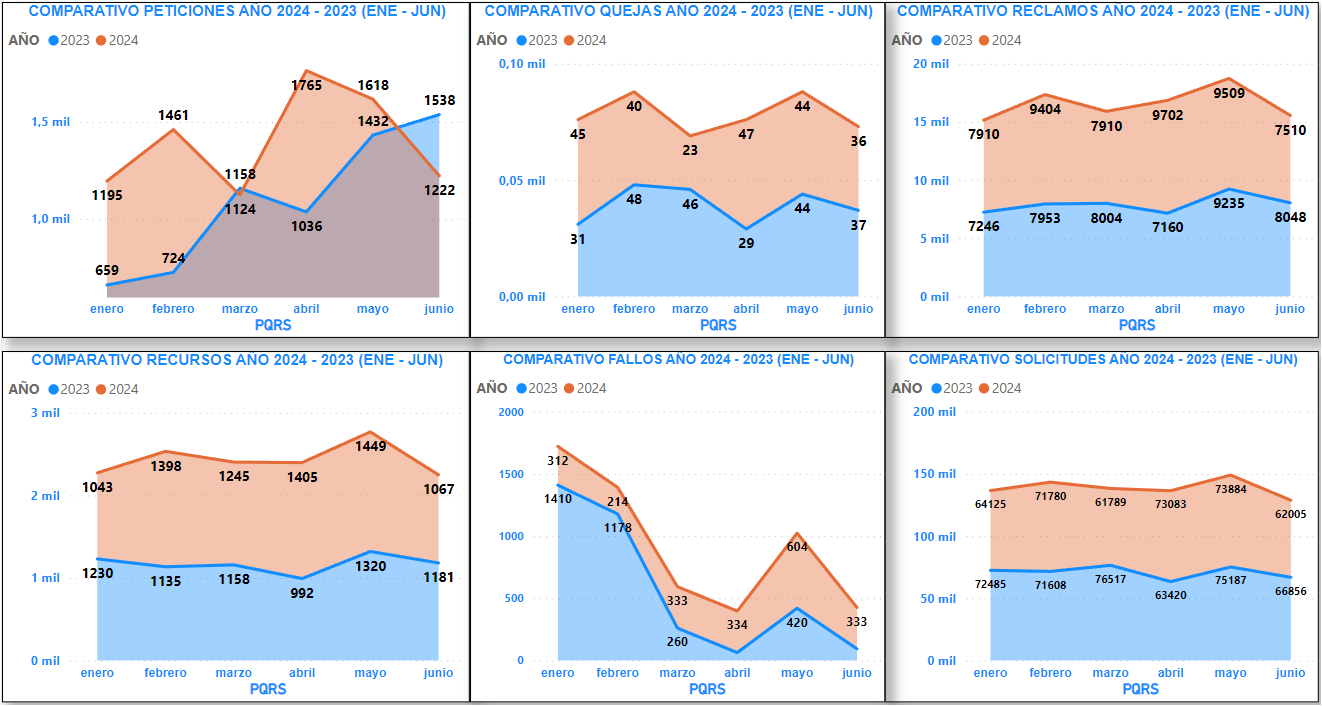 COMPARATIVO PETICIONES AÑO 2024 - 2023 (ENE - JUN)
AÑO 2023 2024
1,5 mil
1,0 mil
1195
1461
1124
1765
1618
1222
659
724
1158
1036
1432
1538
enero febrero marzo abril mayo junio
PQRS
COMPARATIVO QUEJAS AÑO 2024 - 2023 (ENE - JUN)
AÑO 2023 2024
0,10 mil
0,05 mil
0,00 mil
45
40
23
47
44
36
31
48
46
29
44
37
enero febrero marzo abril mayo junio
PQRS
COMPARATIVO RECLAMOS AÑO 2024 - 2023 (ENE - JUN)
AÑO 2023 2024
20 mil
15 mil
10 mil
5 mil
0 mil
7910
9404
7910
9702
9509
7510
7246
7953
8004
7160
9235
8048
enero febrero marzo abril mayo junio
PQRS
COMPARATIVO RECURSOS AÑO 2024 - 2023 (ENE - JUN)
AÑO 2023 2024
3 mil
2 mil
1 mil
0 mil
1043
1398
1245
1405
1449
1067
1230
1135
1158
992
1320
1181
enero febrero marzo abril mayo junio
PQRS
COMPARATIVO FALLOS AÑO 2024 - 2023 (ENE - JUN)
AÑO 2023 2024
2000
1500
1000
500
0
312
214
333
334
604
333
1410
1178
260
420
enero febrero marzo abril mayo junio
PQRS
COMPARATIVO SOLICITUDES AÑO 2024 - 2023 (ENE - JUN)
AÑO 2023 2024
200 mil
150 mil
100 mil
50 mil
0 mil
64125
71780
61789
73083
73884
62005
72485
71608
76517
63420
75187
66856
enero febrero marzo abril mayo junio
PQRS